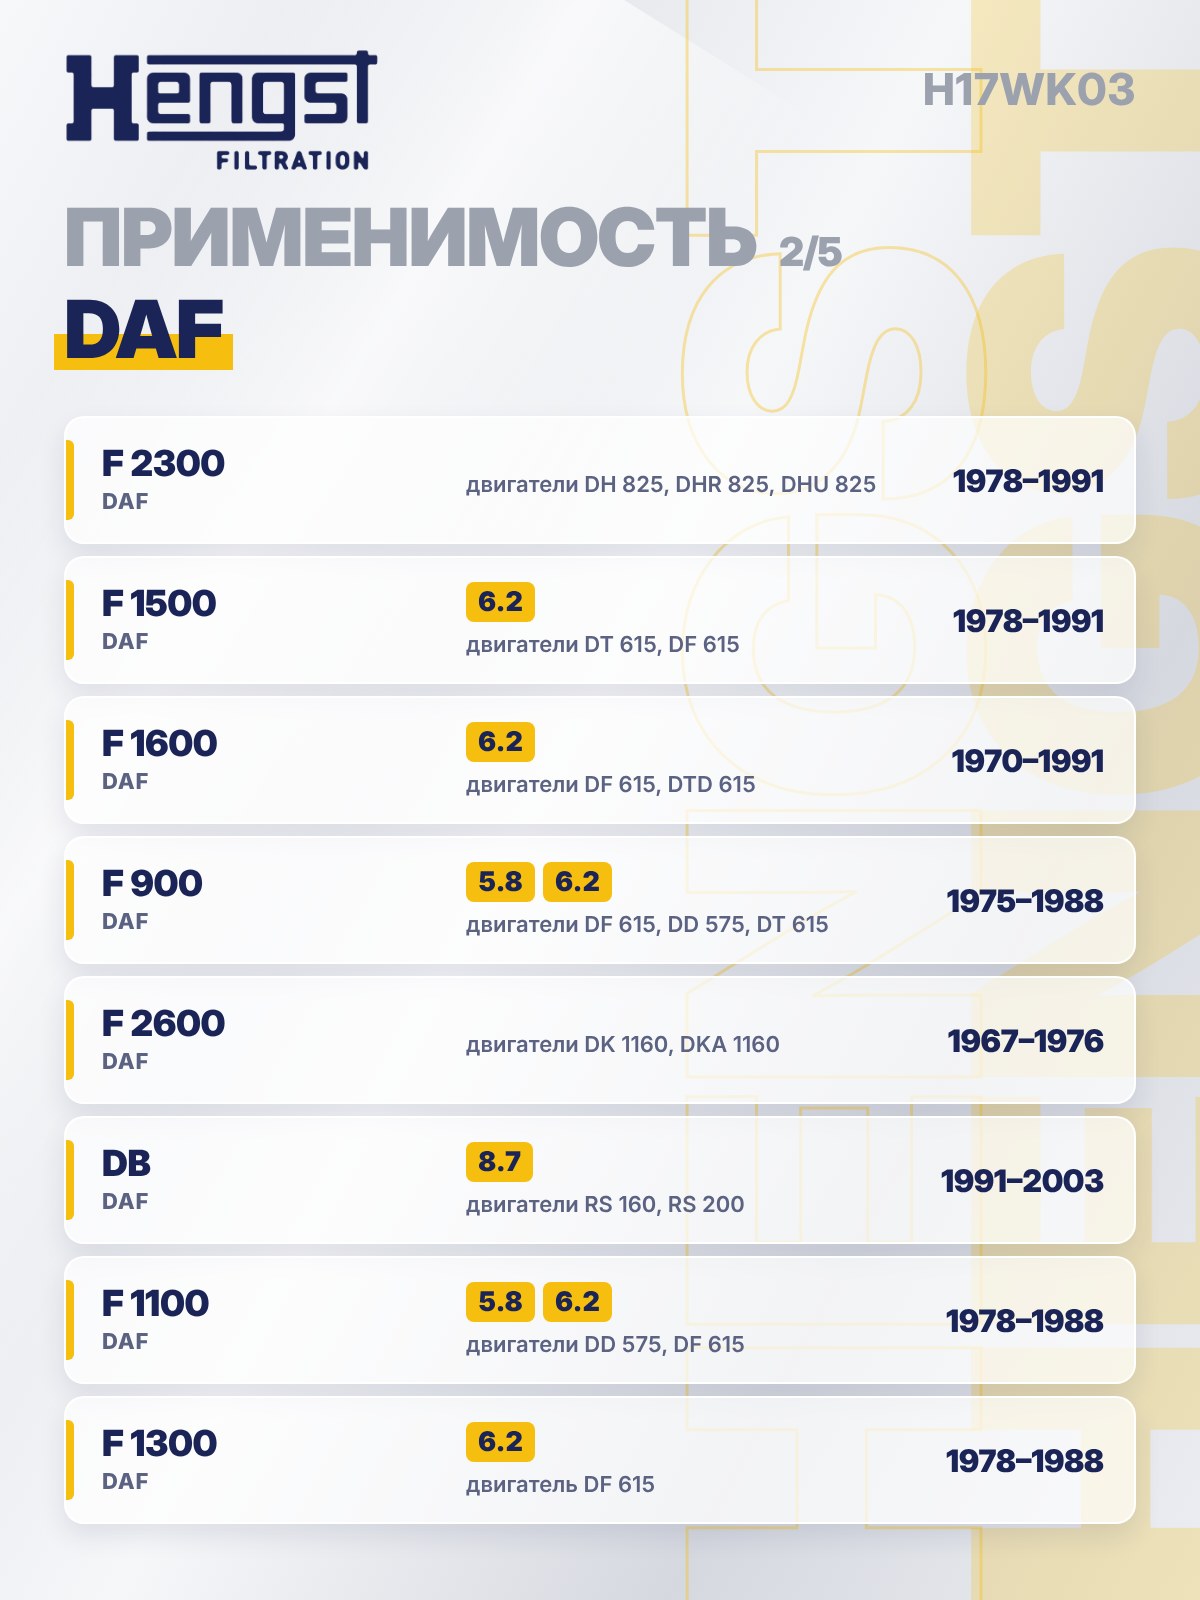 Hengst
FILTRATION
H17WK03
ПРИМЕНИМОСТЬ 2/5
DAF
F 2300
DAF
двигатели DH 825, DHR 825, DHU 825
1978–1991
F 1500
DAF
6.2
двигатели DT 615, DF 615
1978–1991
F 1600
DAF
6.2
двигатели DF 615, DTD 615
1970–1991
F 900
DAF
5.8 6.2
двигатели DF 615, DD 575, DT 615
1975–1988
F 2600
DAF
двигатели DK 1160, DKA 1160
1967–1976
DB
DAF
8.7
двигатели RS 160, RS 200
1991–2003
F 1100
DAF
5.8 6.2
двигатели DD 575, DF 615
1978–1988
F 1300
DAF
6.2
двигатель DF 615
1978–1988
HENGST
HENGST